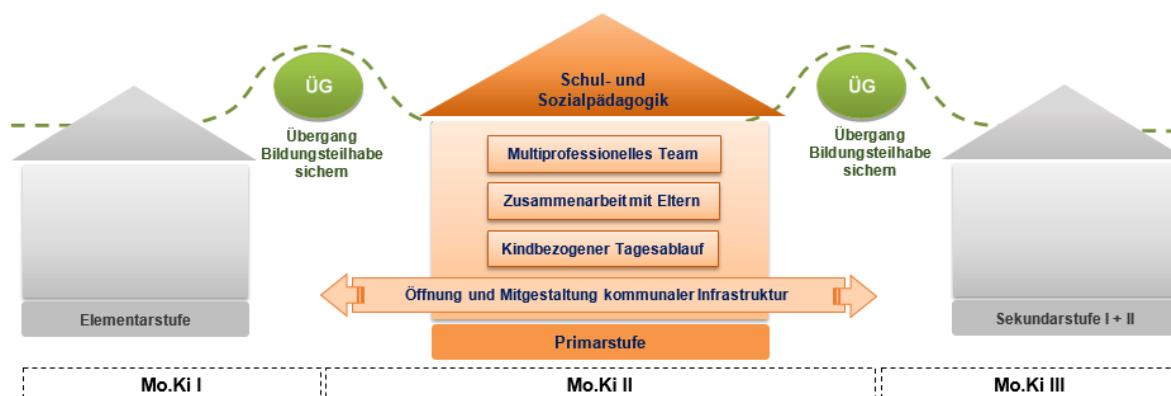 Schul- und
Sozialpädagogik
ÜG
Übergang
Bildungsteilhabe
sichern
ÜG
Übergang
Bildungsteilhabe
sichern
Multiprofessionelles Team
Zusammenarbeit mit Eltern
Kindbezogener Tagesablauf
Öffnung und Mitgestaltung kommunaler Infrastruktur
Elementarstufe
Primarstufe
Sekundarstufe I + II
Mo.Ki I
Mo.Ki II
Mo.Ki III